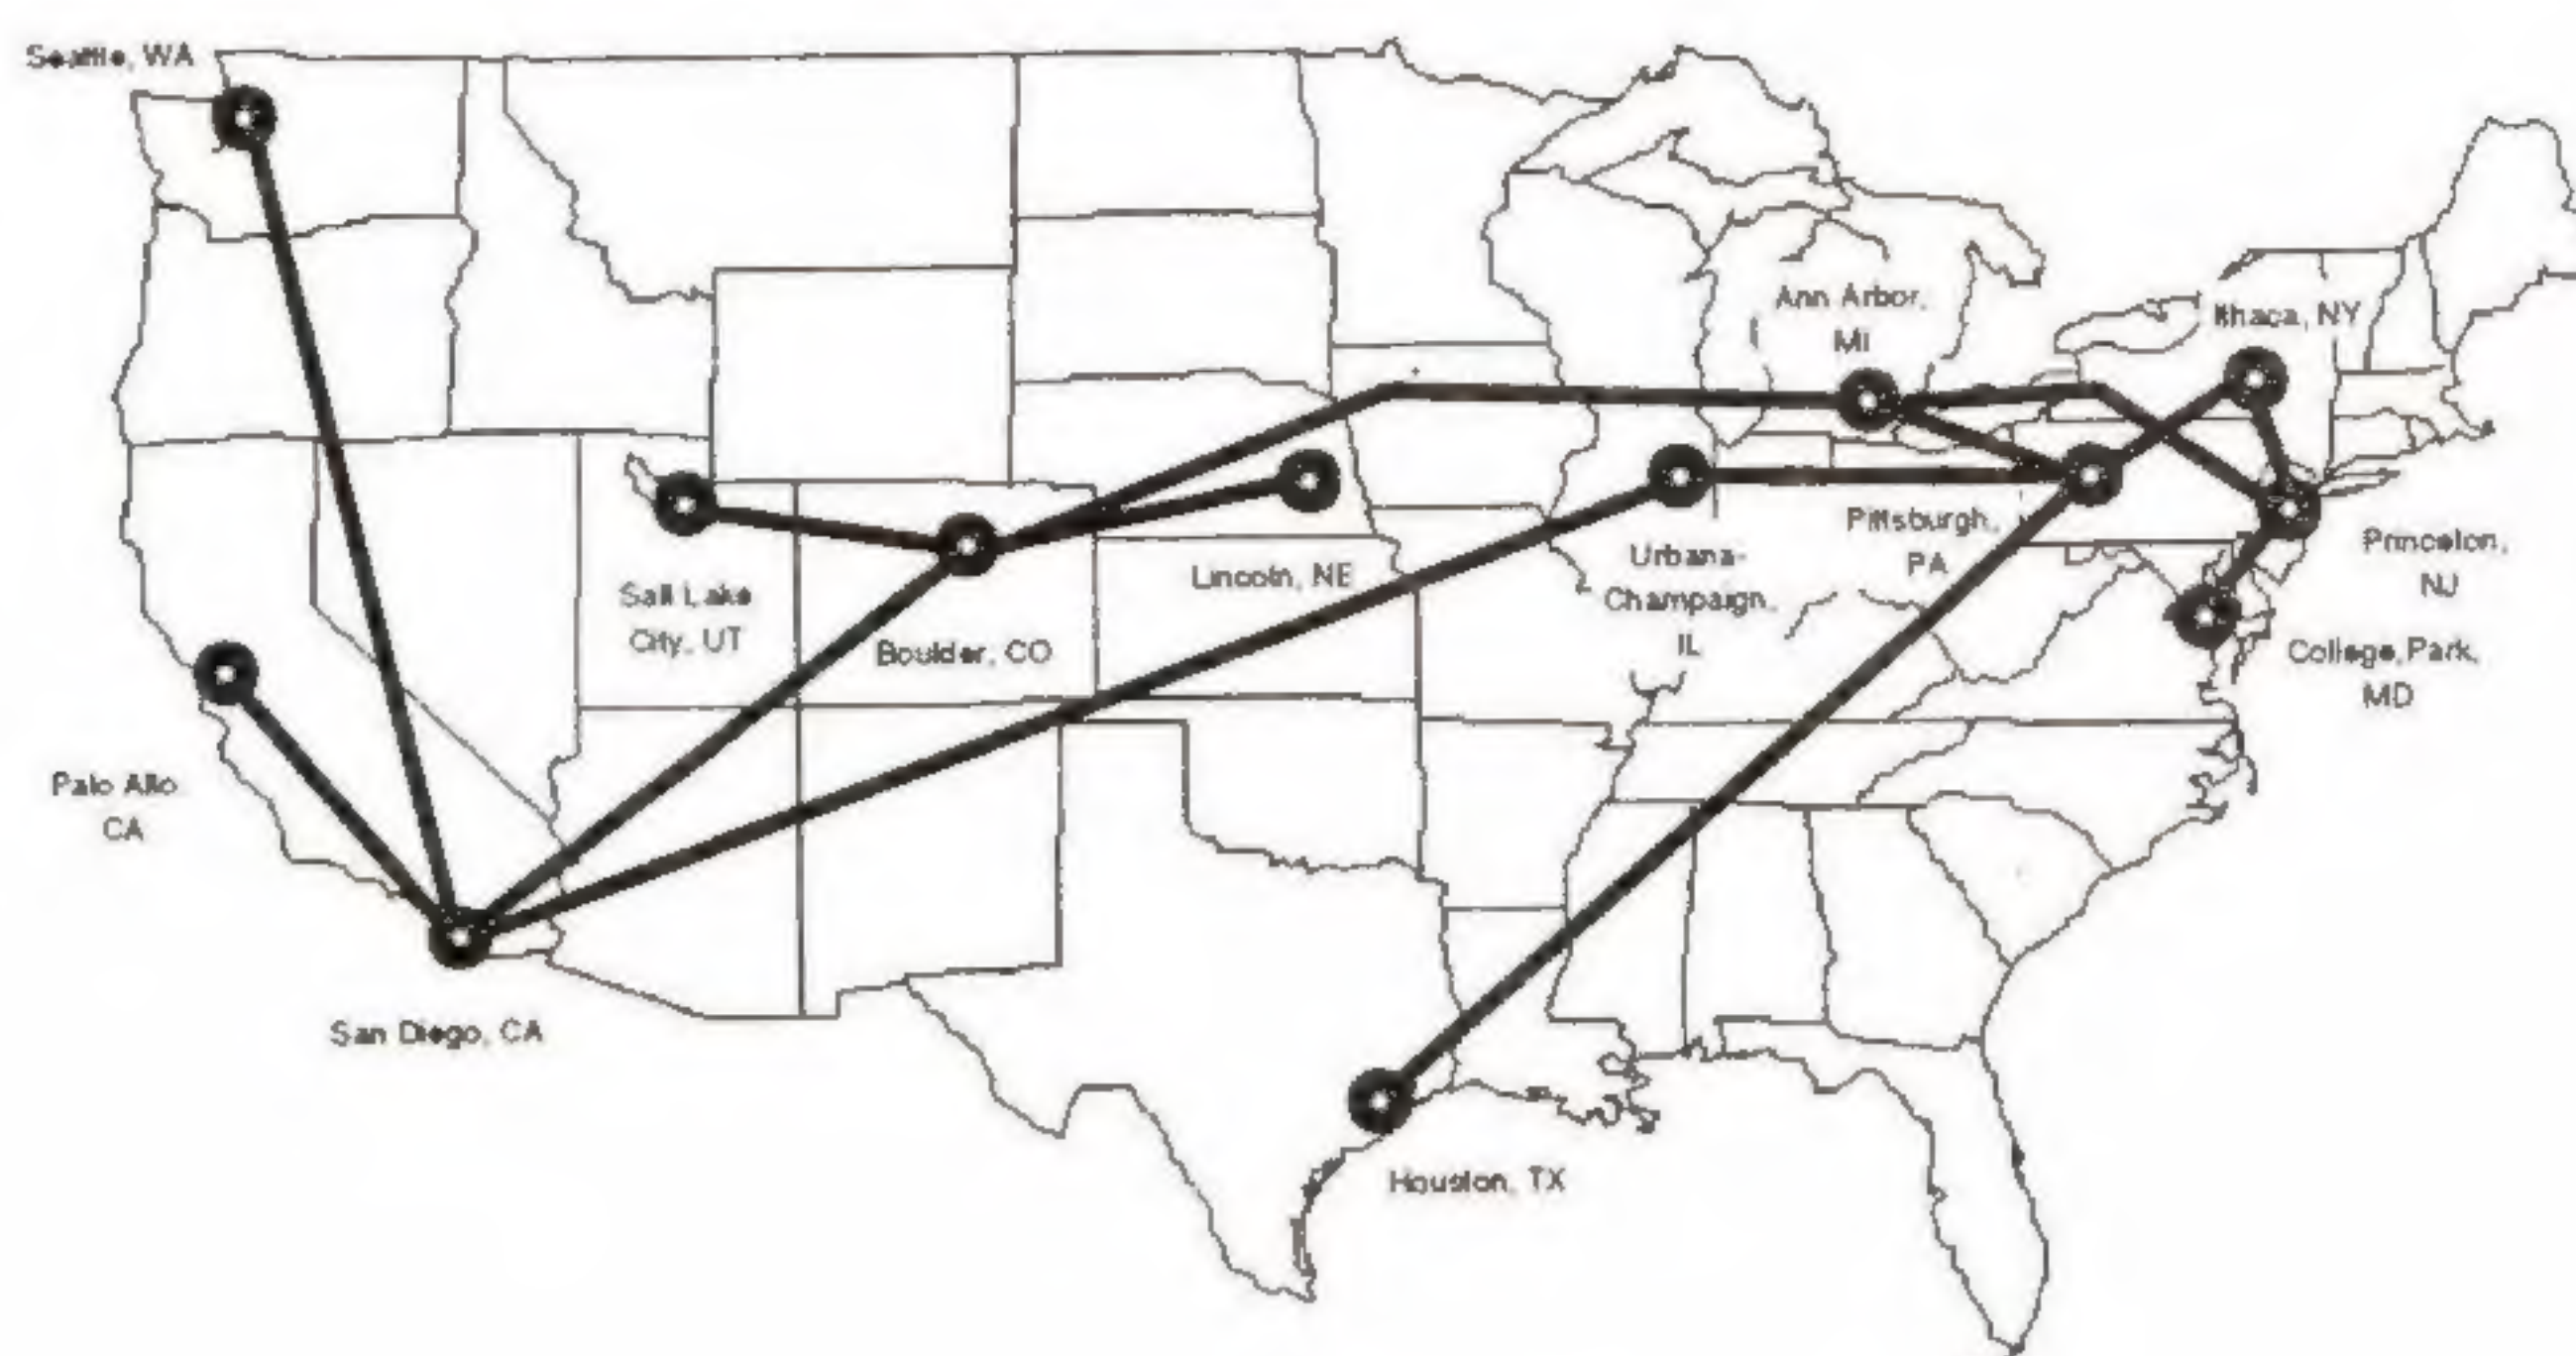 Seattle, WA
Ann Arbor,
MI
Ithaca, NY
Pittsburgh,
PA
Princeton,
NJ
Urbana-
Champaign,
IL
Lincoln, NE
Salt Lake
City, UT
Boulder, CO
College, Park,
MD
Palo Alto
CA
San Diego, CA
Houston, TX